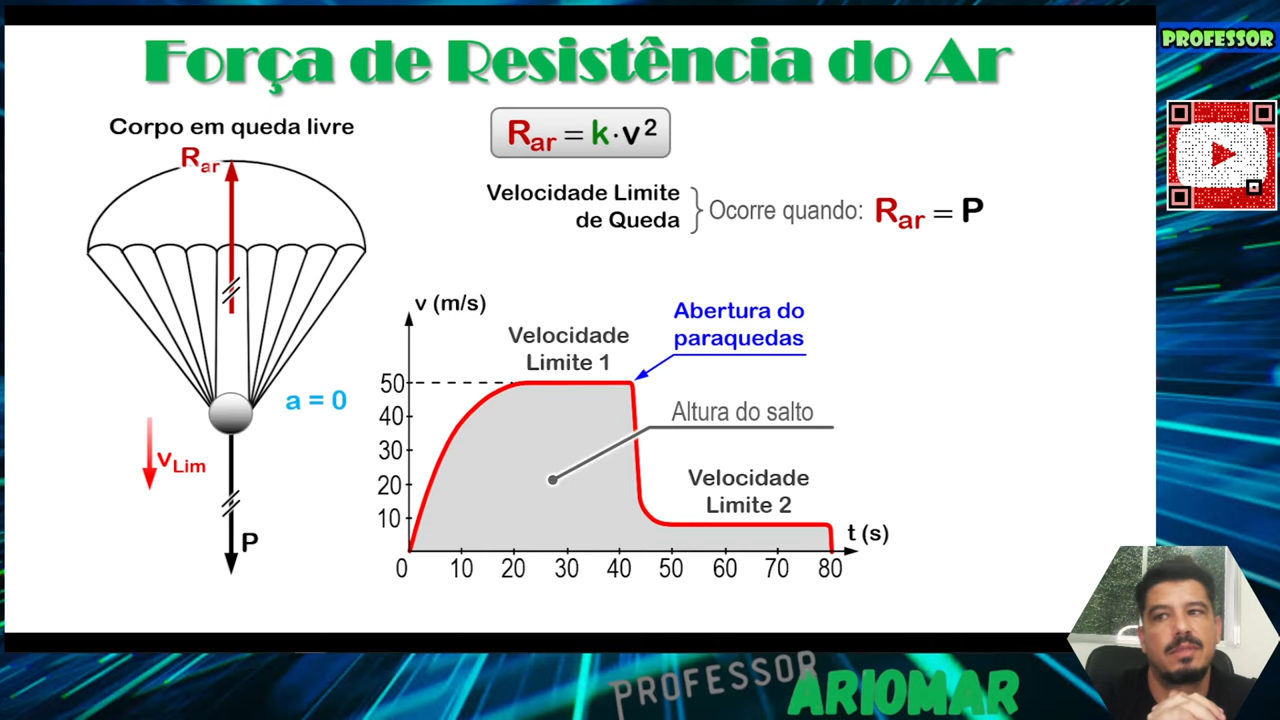 Força de Resistência do Ar
PROFESSOR
Corpo em queda livre
Rar
Rar = k·v²
Velocidade Limite
de Queda
Ocorre quando: Rar = P
a = 0
vLim
P
v (m/s)
Velocidade
Limite 1
Abertura do
paraquedas
Altura do salto
Velocidade
Limite 2
50
40
30
20
10
t (s)
0 10 20 30 40 50 60 70 80
PROFESSOR
ARIOMAR